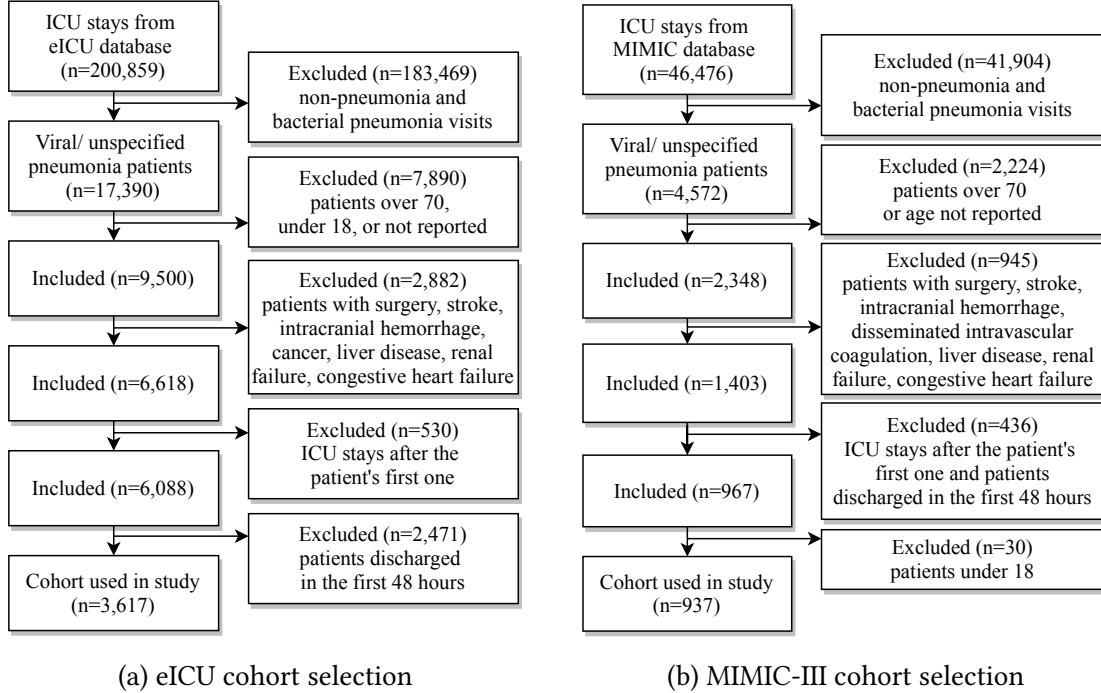 ICU stays from
eICU database
(n=200,859)
Excluded (n=183,469)
non-pneumonia and
bacterial pneumonia visits
Viral/ unspecified
pneumonia patients
(n=17,390)
Excluded (n=7,890)
patients over 70,
under 18, or not reported
Included (n=9,500)
Excluded (n=2,882)
patients with surgery, stroke,
intracranial hemorrhage,
cancer, liver disease, renal
failure, congestive heart failure
Included (n=6,618)
Excluded (n=530)
ICU stays after the
patient's first one
Included (n=6,088)
Excluded (n=2,471)
patients discharged
in the first 48 hours
Cohort used in study
(n=3,617)
(a) eICU cohort selection
ICU stays from
MIMIC database
(n=46,476)
Excluded (n=41,904)
non-pneumonia and
bacterial pneumonia visits
Viral/ unspecified
pneumonia patients
(n=4,572)
Excluded (n=2,224)
patients over 70
or age not reported
Included (n=2,348)
Excluded (n=945)
patients with surgery, stroke,
intracranial hemorrhage,
disseminated intravascular
coagulation, liver disease, renal
failure, congestive heart failure
Included (n=1,403)
Excluded (n=436)
ICU stays after the patient's
first one and patients
discharged in the first 48 hours
Included (n=967)
Excluded (n=30)
patients under 18
Cohort used in study
(n=937)
(b) MIMIC-III cohort selection